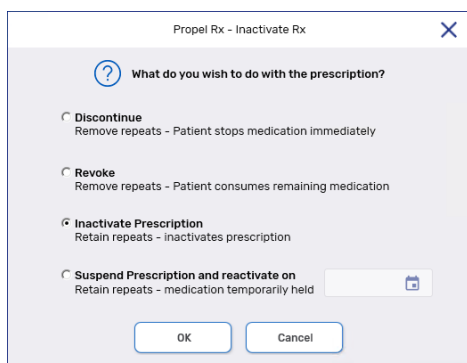 Propel Rx - Inactivate Rx
What do you wish to do with the prescription?
Discontinue
Remove repeats - Patient stops medication immediately
Revoke
Remove repeats - Patient consumes remaining medication
Inactivate Prescription
Retain repeats - inactivates prescription
Suspend Prescription and reactivate on
Retain repeats - medication temporarily held
OK Cancel